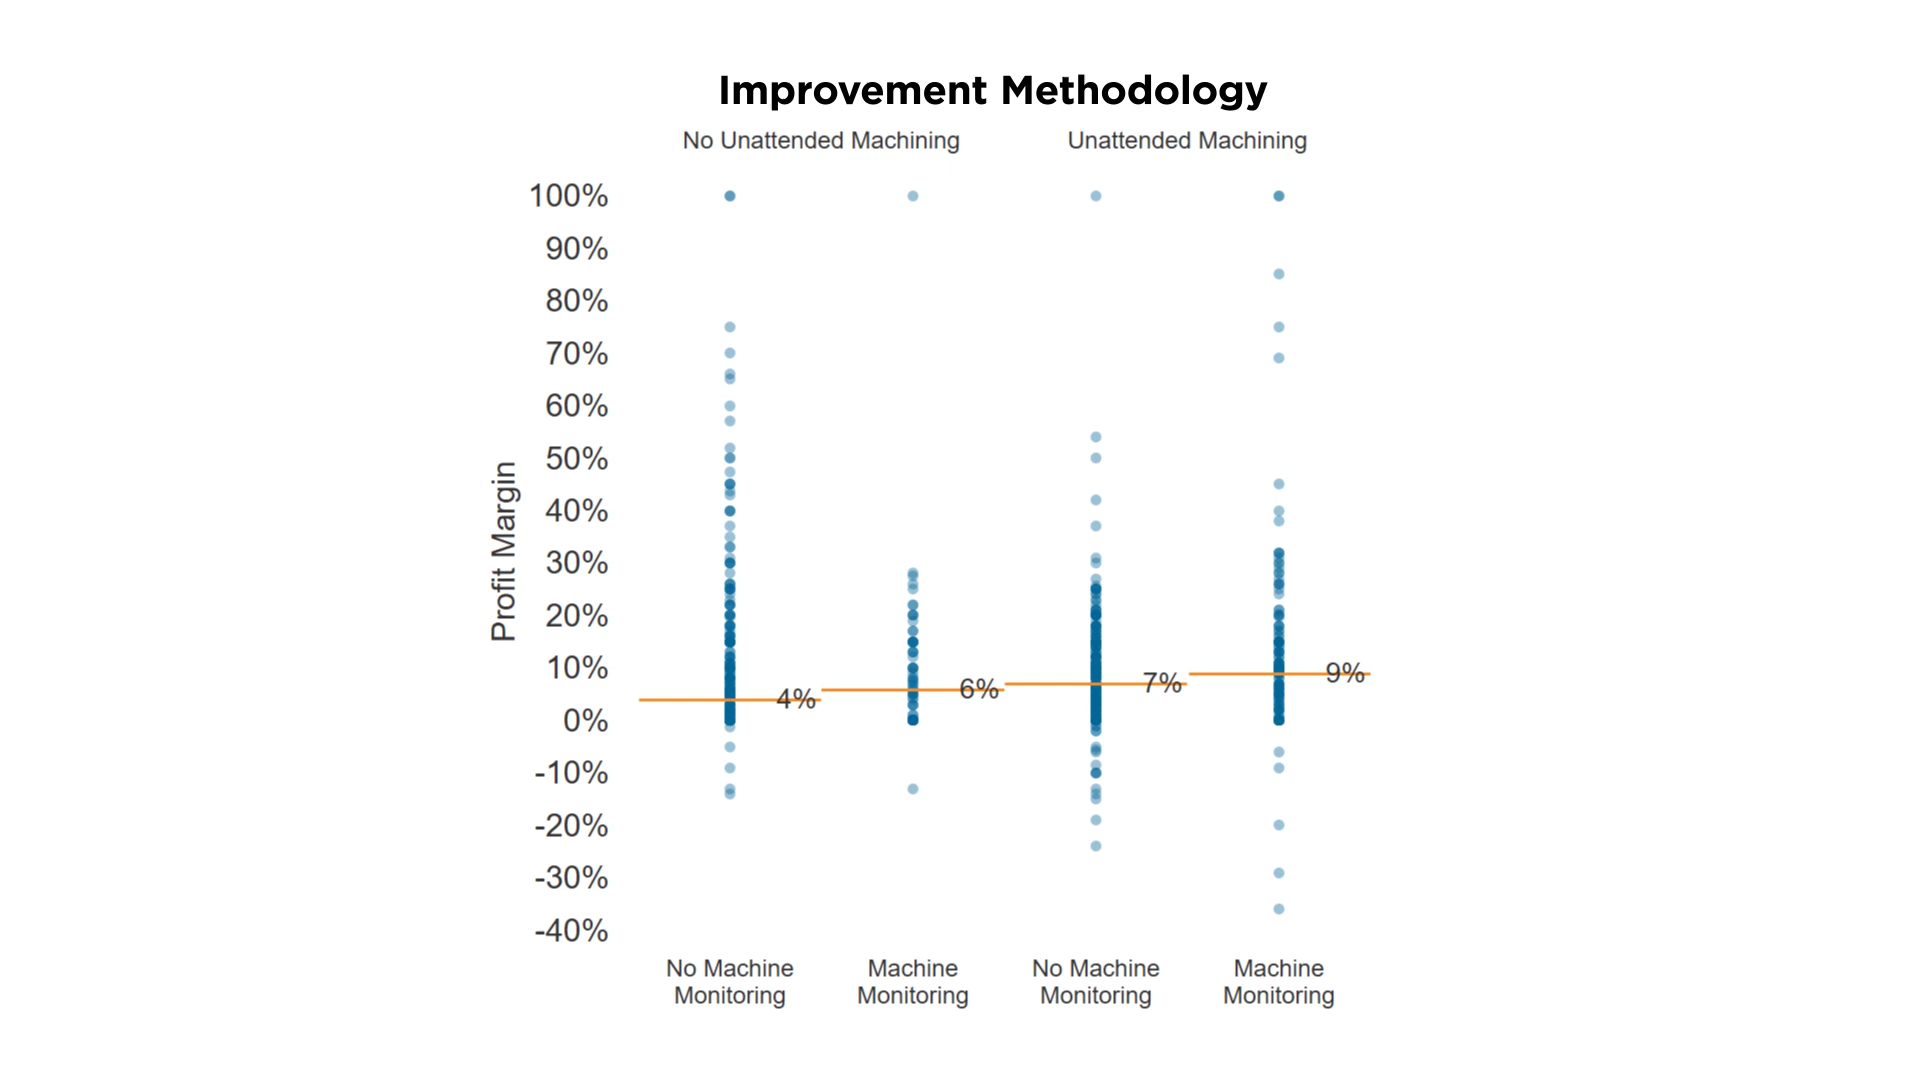 Improvement Methodology
No Unattended Machining
Unattended Machining
100%
90%
80%
70%
60%
50%
40%
30%
20%
10%
0%
-10%
-20%
-30%
-40%
Profit Margin
4%
6%
7%
9%
No Machine
Monitoring
Machine
Monitoring
No Machine
Monitoring
Machine
Monitoring